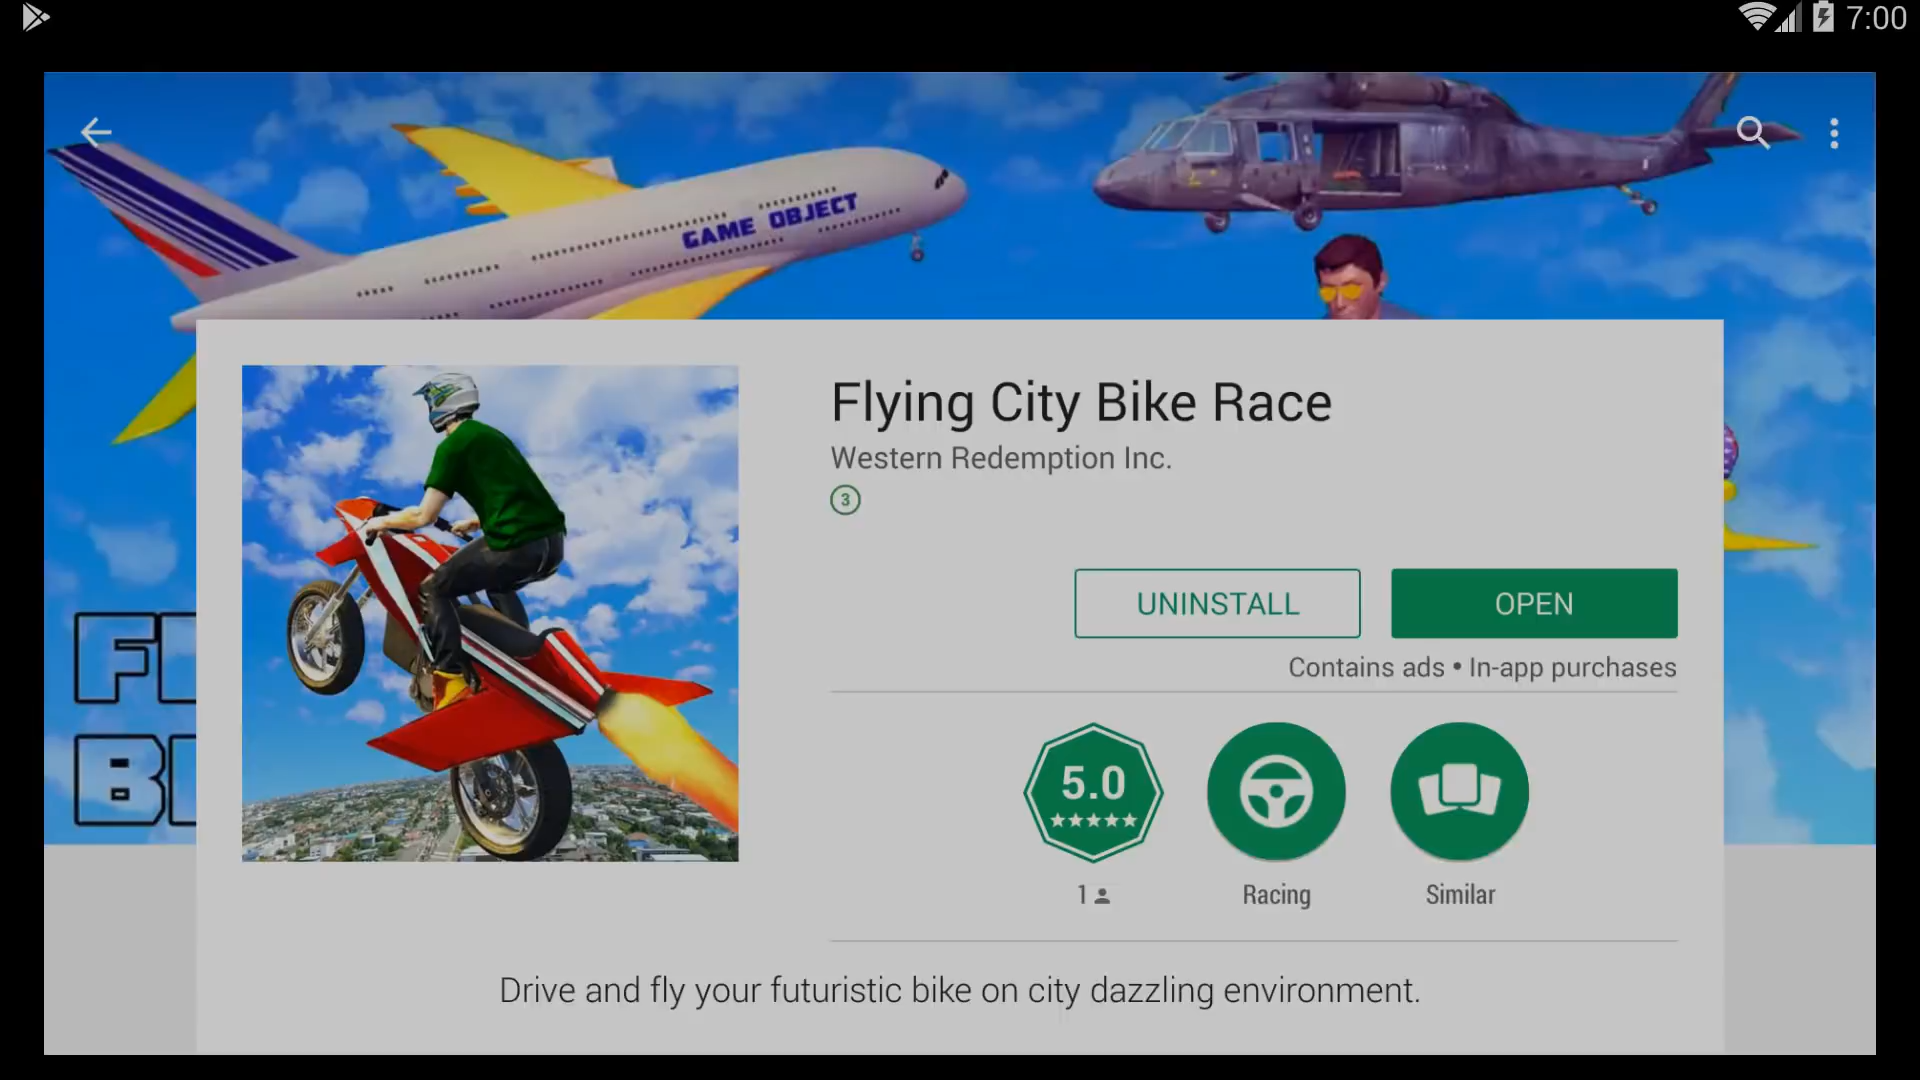 7:00
GAME OBJECT
Flying City Bike Race
Western Redemption Inc.
3
UNINSTALL
OPEN
Contains ads • In-app purchases
5.0
1
Racing
Similar
Drive and fly your futuristic bike on city dazzling environment.